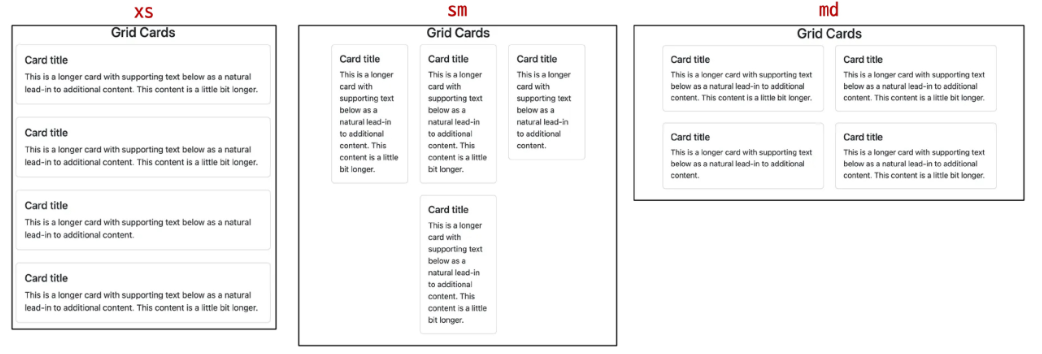 xs
Grid Cards
Card title
This is a longer card with supporting text below as a natural
lead-in to additional content. This content is a little bit longer.
Card title
This is a longer card with supporting text below as a natural
lead-in to additional content. This content is a little bit longer.
Card title
This is a longer card with supporting text below as a natural
lead-in to additional content.
Card title
This is a longer card with supporting text below as a natural
lead-in to additional content. This content is a little bit longer.
sm
Grid Cards
Card title
This is a longer
card with
supporting text
below as a
natural lead-in
to additional
content. This
content is a little
bit longer.
Card title
This is a longer
card with
supporting text
below as a
natural lead-in
to additional
content. This
content is a little
bit longer.
Card title
This is a longer
card with
supporting text
below as a
natural lead-in
to additional
content.
Card title
This is a longer
card with
supporting text
below as a
natural lead-in
to additional
content. This
content is a little
bit longer.
md
Grid Cards
Card title
This is a longer card with supporting text
below as a natural lead-in to additional
content. This content is a little bit longer.
Card title
This is a longer card with supporting text
below as a natural lead-in to additional
content. This content is a little bit longer.
Card title
This is a longer card with supporting text
below as a natural lead-in to additional
content.
Card title
This is a longer card with supporting text
below as a natural lead-in to additional
content. This content is a little bit longer.